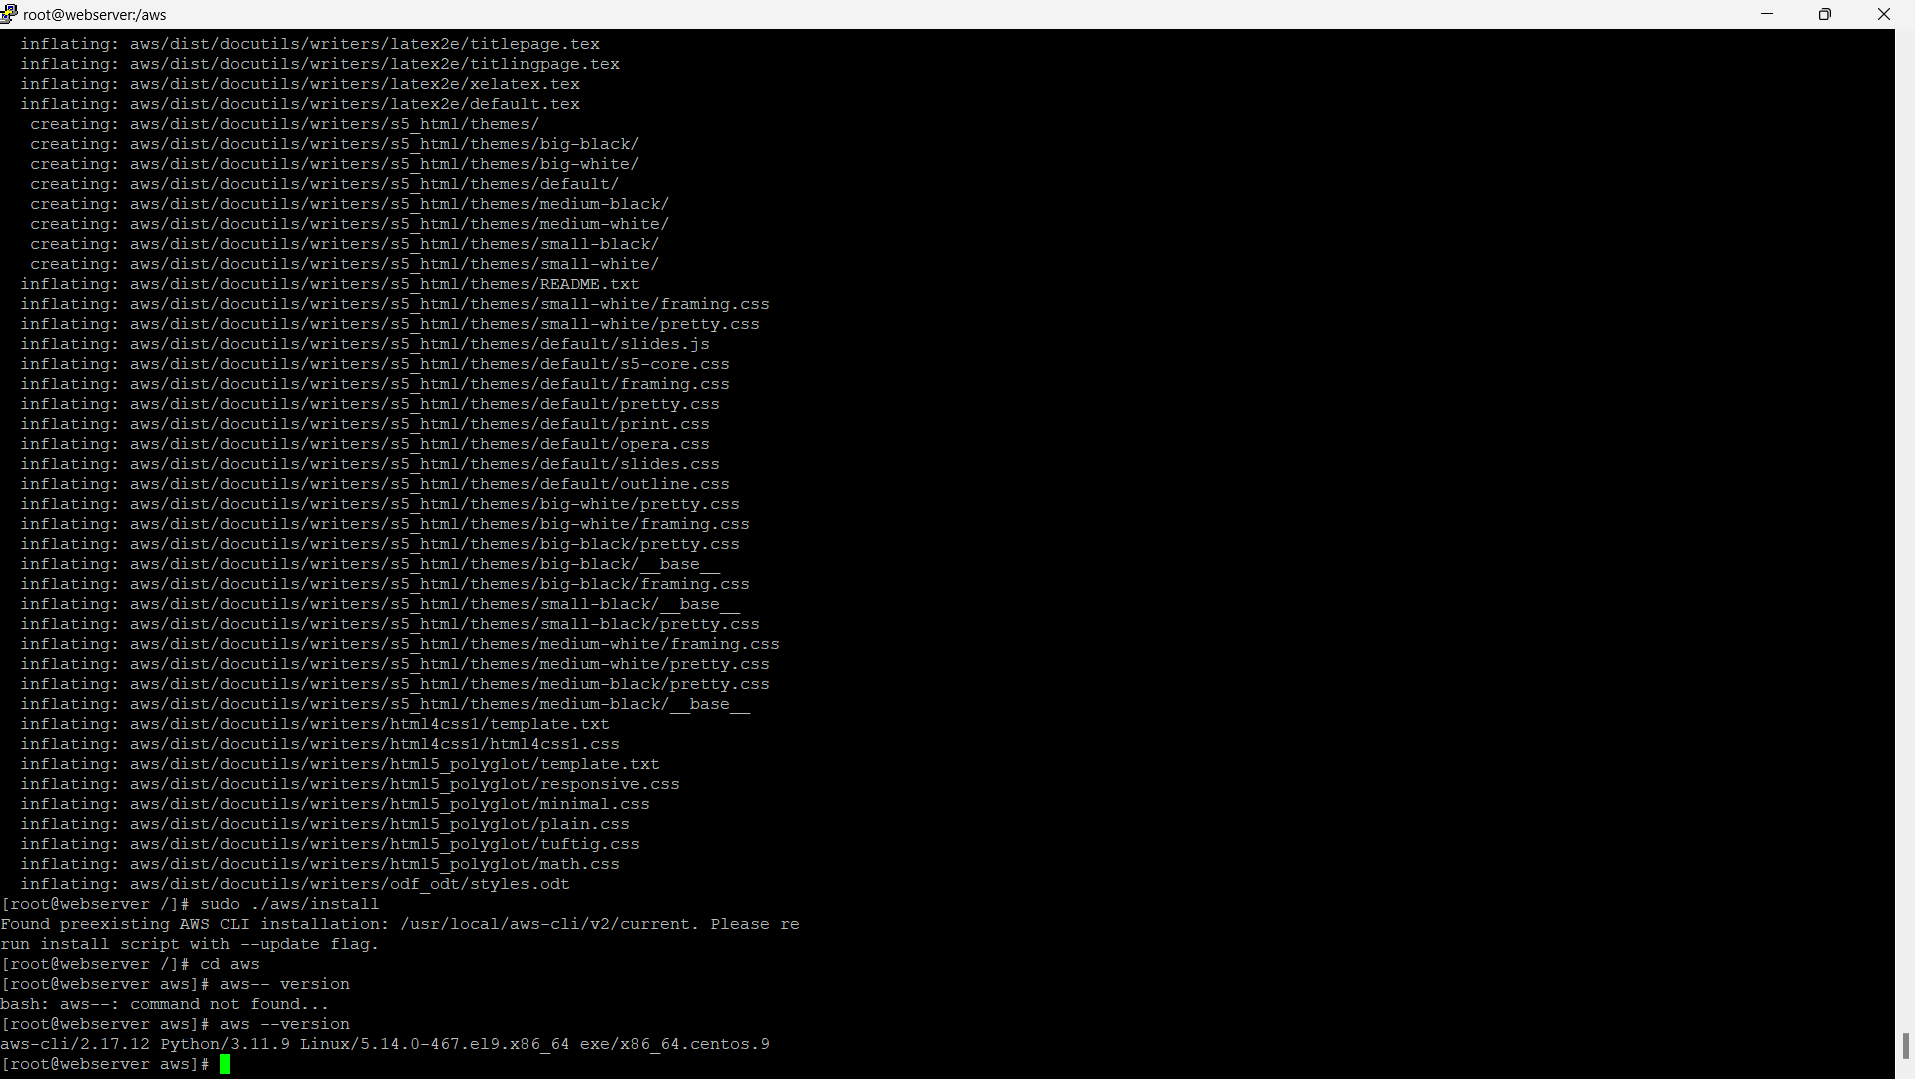 root@webserver:/aws
inflating: aws/dist/docutils/writers/latex2e/titlepage.tex
inflating: aws/dist/docutils/writers/latex2e/titlingpage.tex
inflating: aws/dist/docutils/writers/latex2e/xelatex.tex
inflating: aws/dist/docutils/writers/latex2e/default.tex
creating: aws/dist/docutils/writers/s5_html/themes/
creating: aws/dist/docutils/writers/s5_html/themes/big-black/
creating: aws/dist/docutils/writers/s5_html/themes/big-white/
creating: aws/dist/docutils/writers/s5_html/themes/default/
creating: aws/dist/docutils/writers/s5_html/themes/medium-black/
creating: aws/dist/docutils/writers/s5_html/themes/medium-white/
creating: aws/dist/docutils/writers/s5_html/themes/small-black/
creating: aws/dist/docutils/writers/s5_html/themes/small-white/
inflating: aws/dist/docutils/writers/s5_html/themes/README.txt
inflating: aws/dist/docutils/writers/s5_html/themes/small-white/framing.css
inflating: aws/dist/docutils/writers/s5_html/themes/small-white/pretty.css
inflating: aws/dist/docutils/writers/s5_html/themes/default/slides.js
inflating: aws/dist/docutils/writers/s5_html/themes/default/s5-core.css
inflating: aws/dist/docutils/writers/s5_html/themes/default/framing.css
inflating: aws/dist/docutils/writers/s5_html/themes/default/pretty.css
inflating: aws/dist/docutils/writers/s5_html/themes/default/print.css
inflating: aws/dist/docutils/writers/s5_html/themes/default/opera.css
inflating: aws/dist/docutils/writers/s5_html/themes/default/slides.css
inflating: aws/dist/docutils/writers/s5_html/themes/default/outline.css
inflating: aws/dist/docutils/writers/s5_html/themes/big-white/pretty.css
inflating: aws/dist/docutils/writers/s5_html/themes/big-white/framing.css
inflating: aws/dist/docutils/writers/s5_html/themes/big-black/pretty.css
inflating: aws/dist/docutils/writers/s5_html/themes/big-black/__base__
inflating: aws/dist/docutils/writers/s5_html/themes/big-black/framing.css
inflating: aws/dist/docutils/writers/s5_html/themes/small-black/__base__
inflating: aws/dist/docutils/writers/s5_html/themes/small-black/pretty.css
inflating: aws/dist/docutils/writers/s5_html/themes/medium-white/framing.css
inflating: aws/dist/docutils/writers/s5_html/themes/medium-white/pretty.css
inflating: aws/dist/docutils/writers/s5_html/themes/medium-black/pretty.css
inflating: aws/dist/docutils/writers/s5_html/themes/medium-black/__base__
inflating: aws/dist/docutils/writers/html4css1/template.txt
inflating: aws/dist/docutils/writers/html4css1/html4css1.css
inflating: aws/dist/docutils/writers/html5_polyglot/template.txt
inflating: aws/dist/docutils/writers/html5_polyglot/responsive.css
inflating: aws/dist/docutils/writers/html5_polyglot/minimal.css
inflating: aws/dist/docutils/writers/html5_polyglot/plain.css
inflating: aws/dist/docutils/writers/html5_polyglot/tuftig.css
inflating: aws/dist/docutils/writers/html5_polyglot/math.css
inflating: aws/dist/docutils/writers/odf_odt/styles.odt
[root@webserver /]# sudo ./aws/install
Found preexisting AWS CLI installation: /usr/local/aws-cli/v2/current. Please re
run install script with --update flag.
[root@webserver /]# cd aws
[root@webserver aws]# aws-- version
bash: aws--: command not found...
[root@webserver aws]# aws --version
aws-cli/2.17.12 Python/3.11.9 Linux/5.14.0-467.el9.x86_64 exe/x86_64.centos.9
[root@webserver aws]#